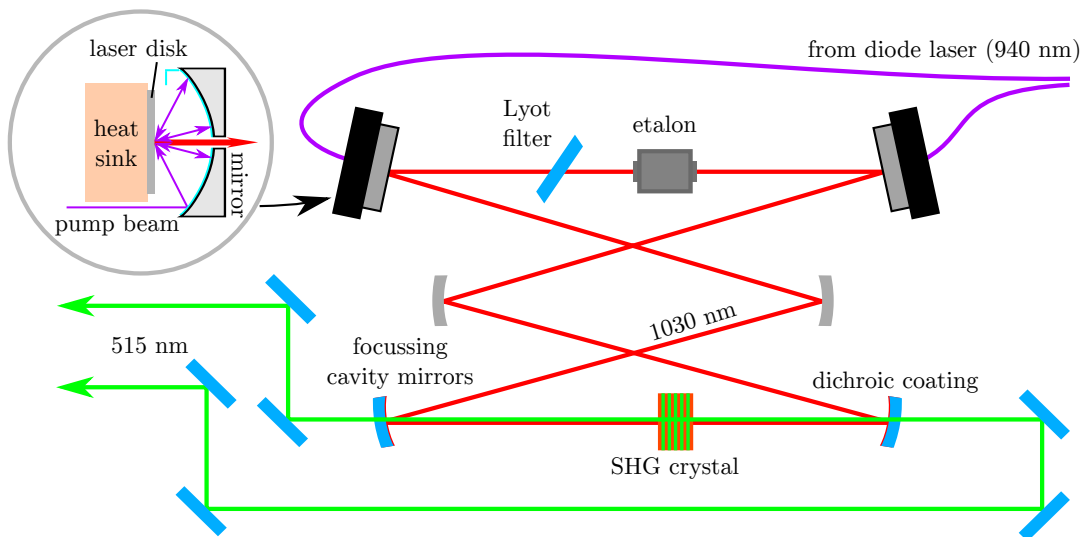 laser disk
heat
sink
mirror
pump beam
from diode laser (940 nm)
Lyot
filter
etalon
1030 nm
515 nm
focussing
cavity mirrors
dichroic coating
SHG crystal